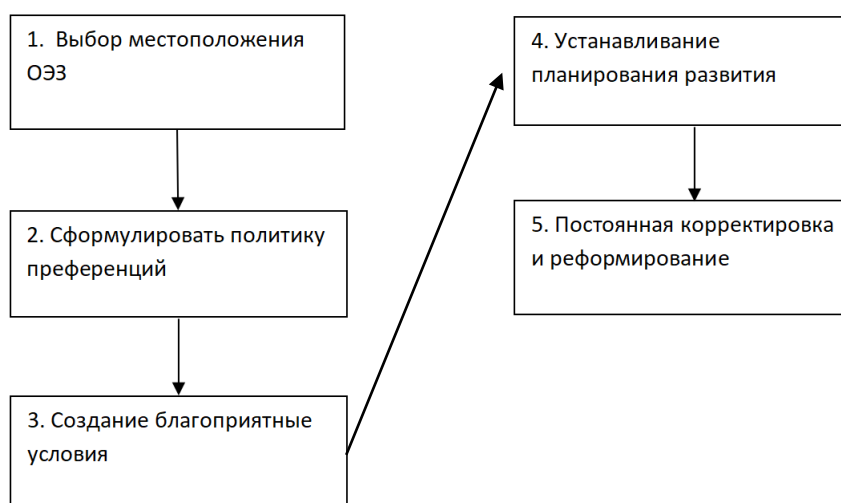 1. Выбор местоположения
ОЭЗ
2. Сформулировать политику
преференций
3. Создание благоприятные
условия
4. Устанавливание
планирования развития
5. Постоянная корректировка
и реформирование